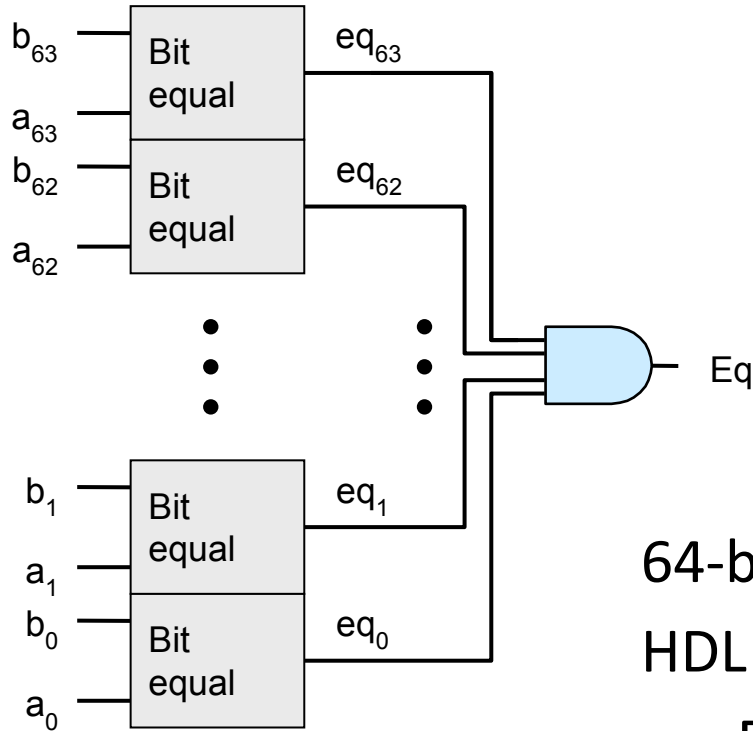 b₆₃
Bit
equal
eq₆₃
a₆₃
b₆₂
Bit
equal
eq₆₂
a₆₂
Eq
b₁
Bit
equal
eq₁
a₁
b₀
Bit
equal
eq₀
a₀
64-b
HDL